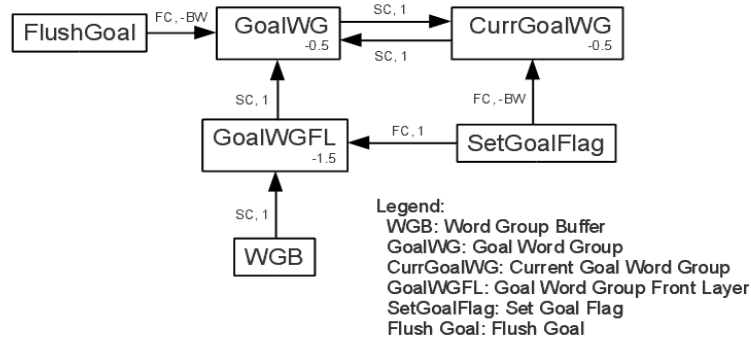 FlushGoal
FC, -BW
GoalWG
-0.5
SC, 1
SC, 1
CurrGoalWG
-0.5
SC, 1
FC, -BW
GoalWGFL
-1.5
FC, 1
SetGoalFlag
SC, 1
WGB
Legend:
WGB: Word Group Buffer
GoalWG: Goal Word Group
CurrGoalWG: Current Goal Word Group
GoalWGFL: Goal Word Group Front Layer
SetGoalFlag: Set Goal Flag
Flush Goal: Flush Goal